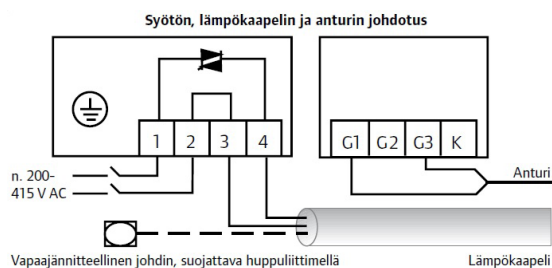 Syötön, lämpökaapelin ja anturin johdotus
1 2 3 4
G1 G2 G3 K
n. 200–
415 V AC
Anturi
Vapaajännitteellinen johdin, suojattava huppuliittimellä
Lämpökaapeli